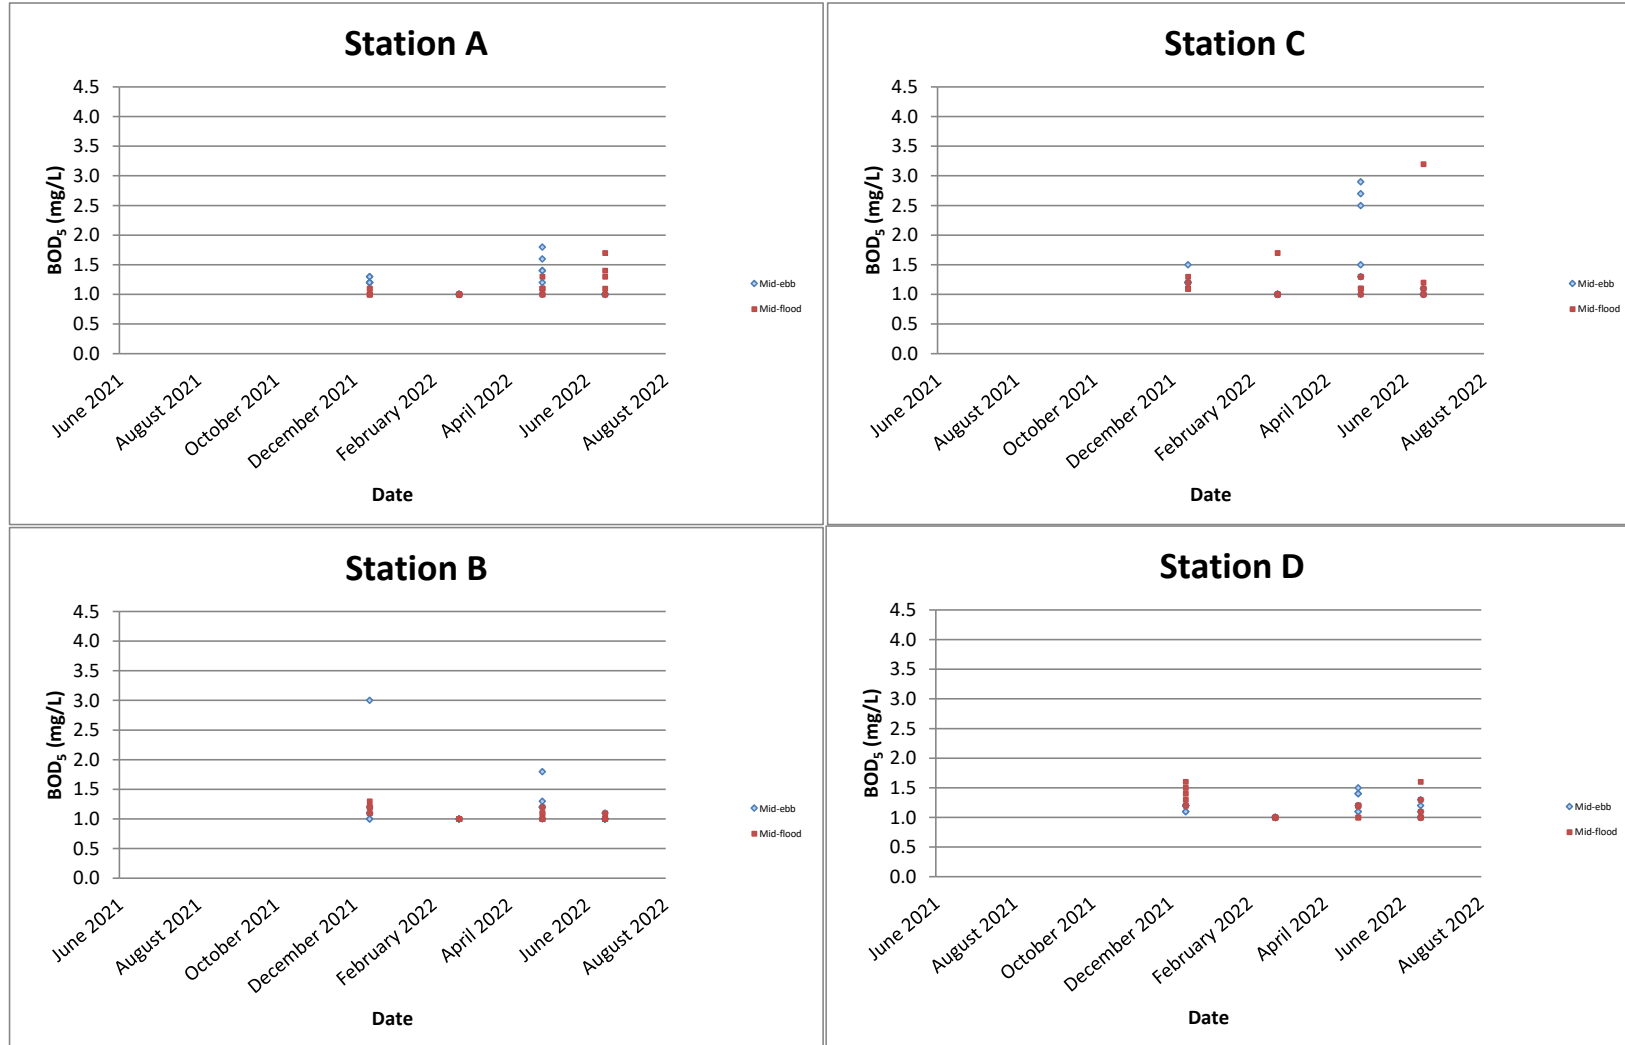 Station A
4.5
4.0
3.5
3.0
2.5
2.0
1.5
1.0
0.5
0.0
BOD5 (mg/L)
June 2021
August 2021
October 2021
December 2021
February 2022
April 2022
June 2022
August 2022
Date
Mid-ebb
Mid-flood
Station C
4.5
4.0
3.5
3.0
2.5
2.0
1.5
1.0
0.5
0.0
BOD5 (mg/L)
June 2021
August 2021
October 2021
December 2021
February 2022
April 2022
June 2022
August 2022
Date
Mid-ebb
Mid-flood
Station B
4.5
4.0
3.5
3.0
2.5
2.0
1.5
1.0
0.5
0.0
BOD5 (mg/L)
June 2021
August 2021
October 2021
December 2021
February 2022
April 2022
June 2022
August 2022
Date
Mid-ebb
Mid-flood
Station D
4.5
4.0
3.5
3.0
2.5
2.0
1.5
1.0
0.5
0.0
BOD5 (mg/L)
June 2021
August 2021
October 2021
December 2021
February 2022
April 2022
June 2022
August 2022
Date
Mid-ebb
Mid-flood